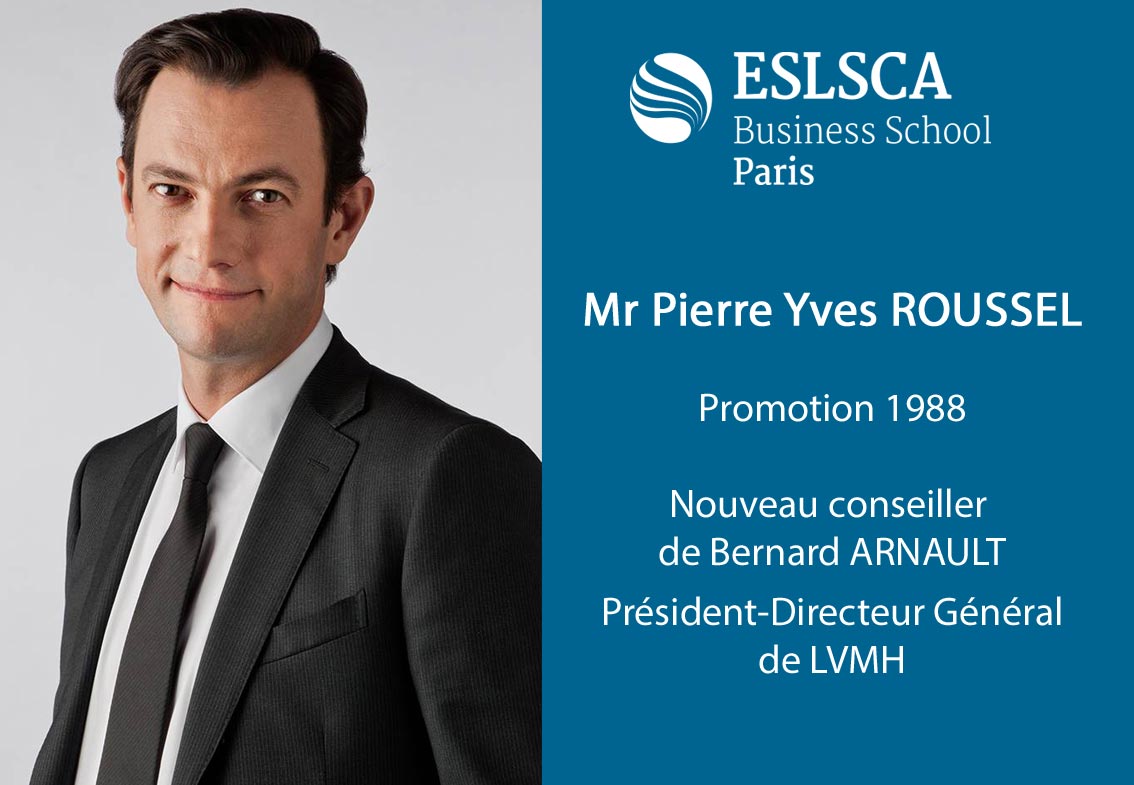 ESLSCA
Business School
Paris
Mr Pierre Yves ROUSSEL
Promotion 1988
Nouveau conseiller
de Bernard ARNAULT
Président-Directeur Général
de LVMH